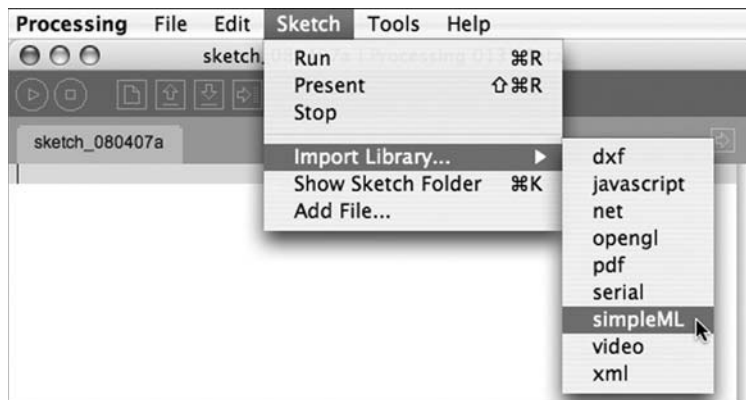 Processing File Edit Sketch Tools Help
sketch_
Run ⌘R
Present ⇧⌘R
Stop
sketch_080407a
Import Library... ▶
Show Sketch Folder ⌘K
Add File...
dxf
javascript
net
opengl
pdf
serial
simpleML
video
xml